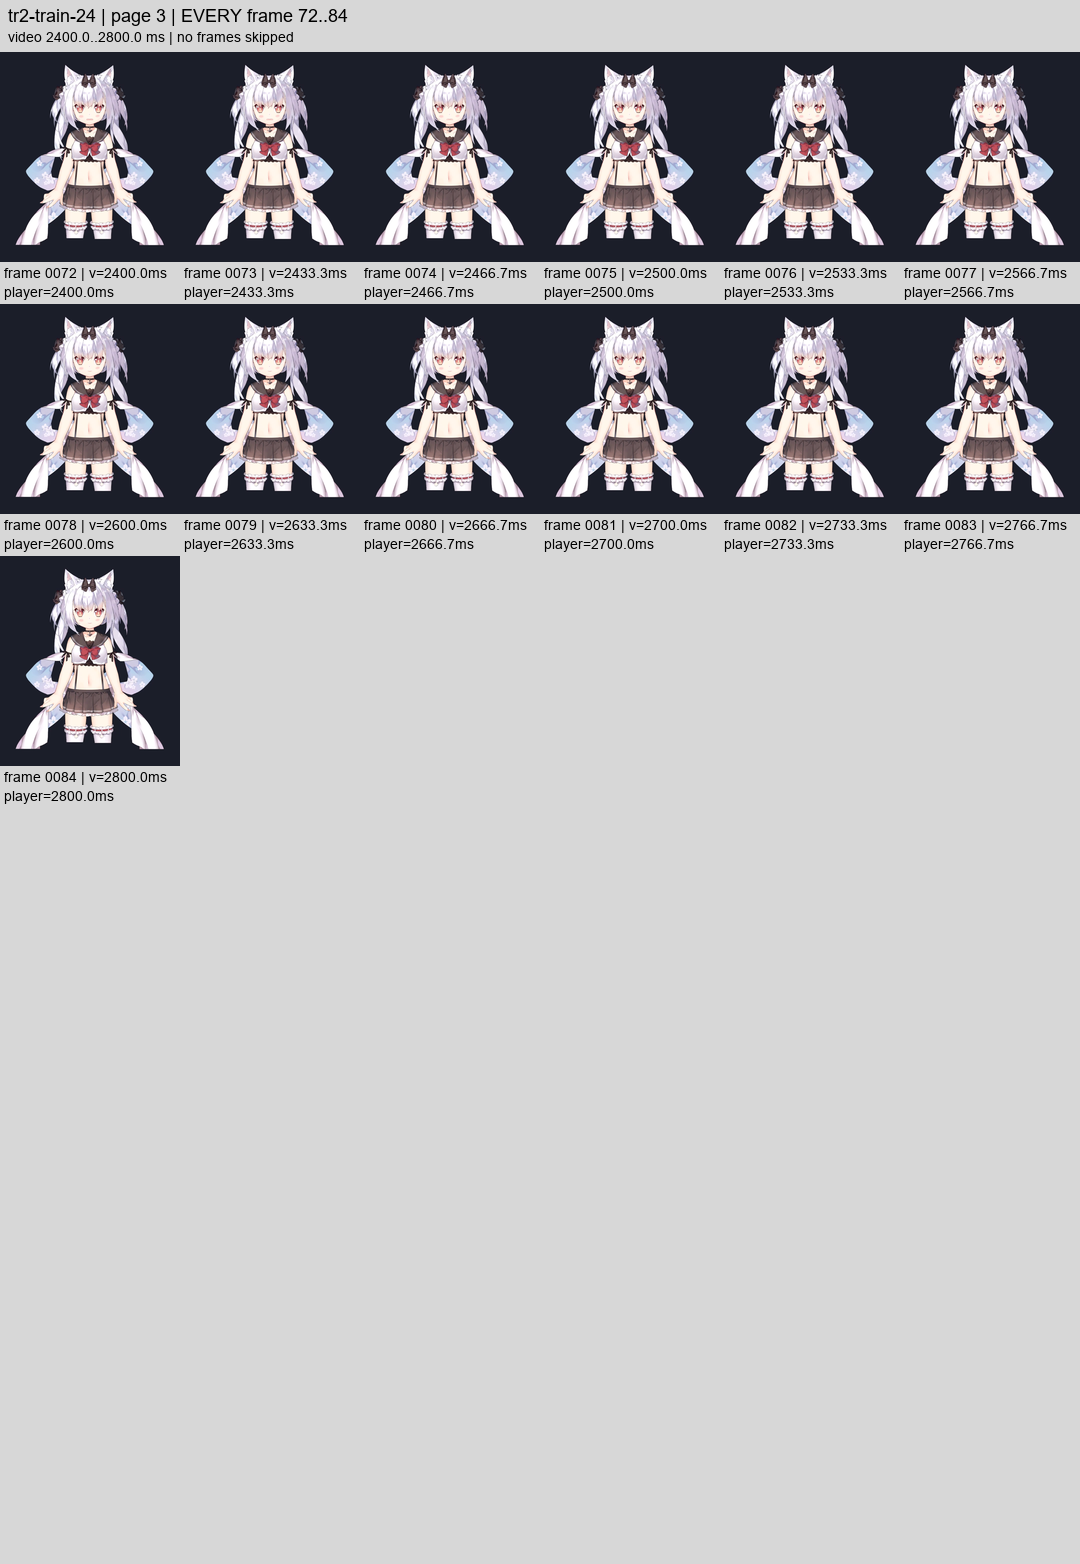 tr2-train-24 | page 3 | EVERY frame 72..84
video 2400.0..2800.0 ms | no frames skipped
frame 0072 | v=2400.0ms
player=2400.0ms
frame 0073 | v=2433.3ms
player=2433.3ms
frame 0074 | v=2466.7ms
player=2466.7ms
frame 0075 | v=2500.0ms
player=2500.0ms
frame 0076 | v=2533.3ms
player=2533.3ms
frame 0077 | v=2566.7ms
player=2566.7ms
frame 0078 | v=2600.0ms
player=2600.0ms
frame 0079 | v=2633.3ms
player=2633.3ms
frame 0080 | v=2666.7ms
player=2666.7ms
frame 0081 | v=2700.0ms
player=2700.0ms
frame 0082 | v=2733.3ms
player=2733.3ms
frame 0083 | v=2766.7ms
player=2766.7ms
frame 0084 | v=2800.0ms
player=2800.0ms